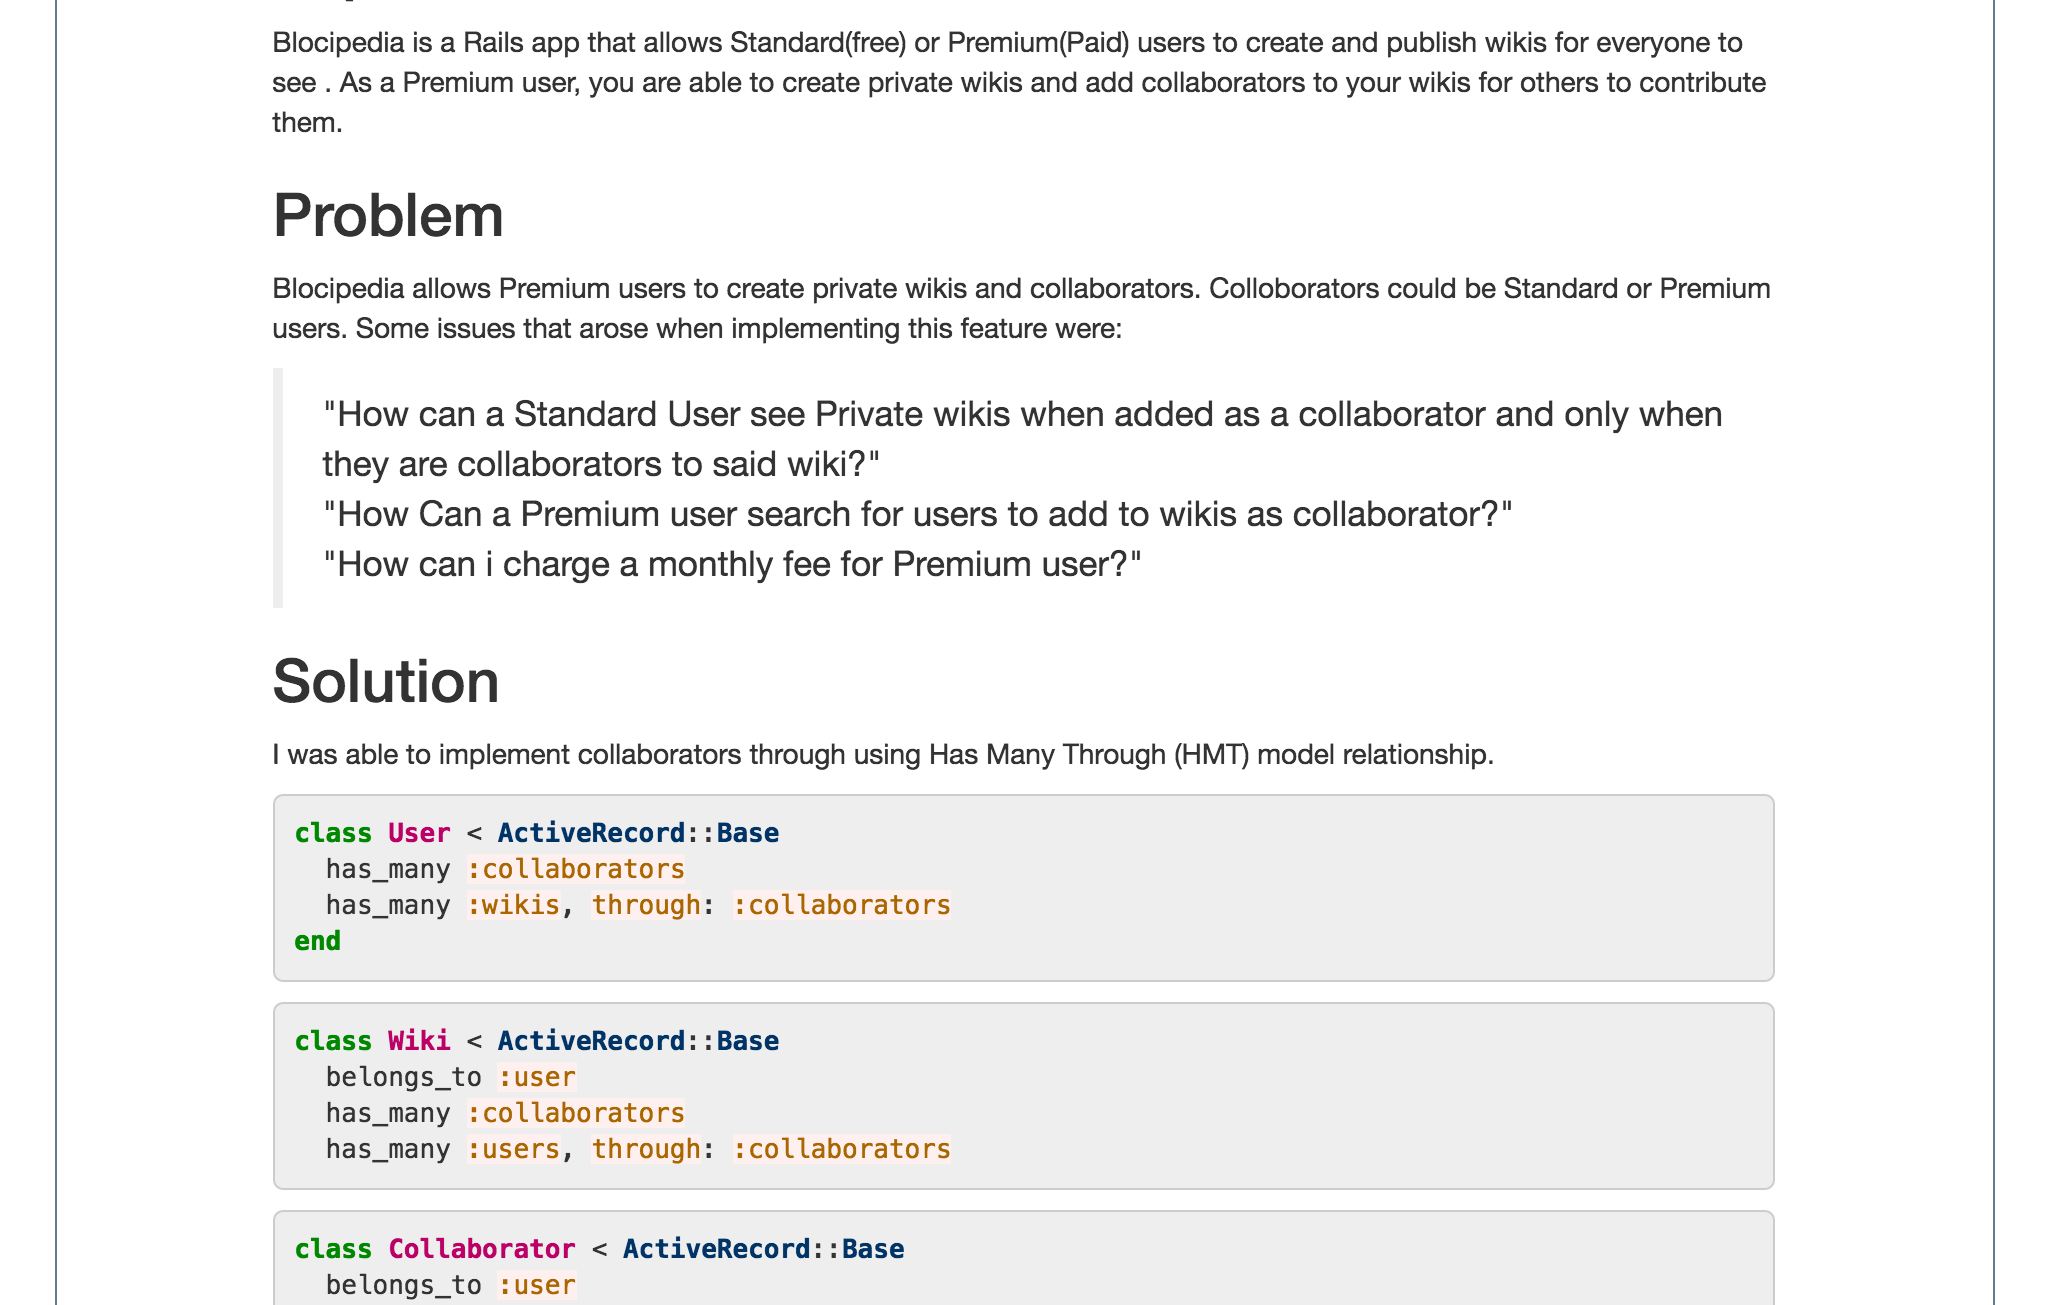 Blocipedia is a Rails app that allows Standard(free) or Premium(Paid) users to create and publish wikis for everyone to
see . As a Premium user, you are able to create private wikis and add collaborators to your wikis for others to contribute
them.
Problem
Blocipedia allows Premium users to create private wikis and collaborators. Colloborators could be Standard or Premium
users. Some issues that arose when implementing this feature were:
"How can a Standard User see Private wikis when added as a collaborator and only when
they are collaborators to said wiki?"
"How Can a Premium user search for users to add to wikis as collaborator?"
"How can i charge a monthly fee for Premium user?"
Solution
I was able to implement collaborators through using Has Many Through (HMT) model relationship.
class User < ActiveRecord::Base
  has_many :collaborators
  has_many :wikis, through: :collaborators
end
class Wiki < ActiveRecord::Base
  belongs_to :user
  has_many :collaborators
  has_many :users, through: :collaborators
class Collaborator < ActiveRecord::Base
  belongs_to :user